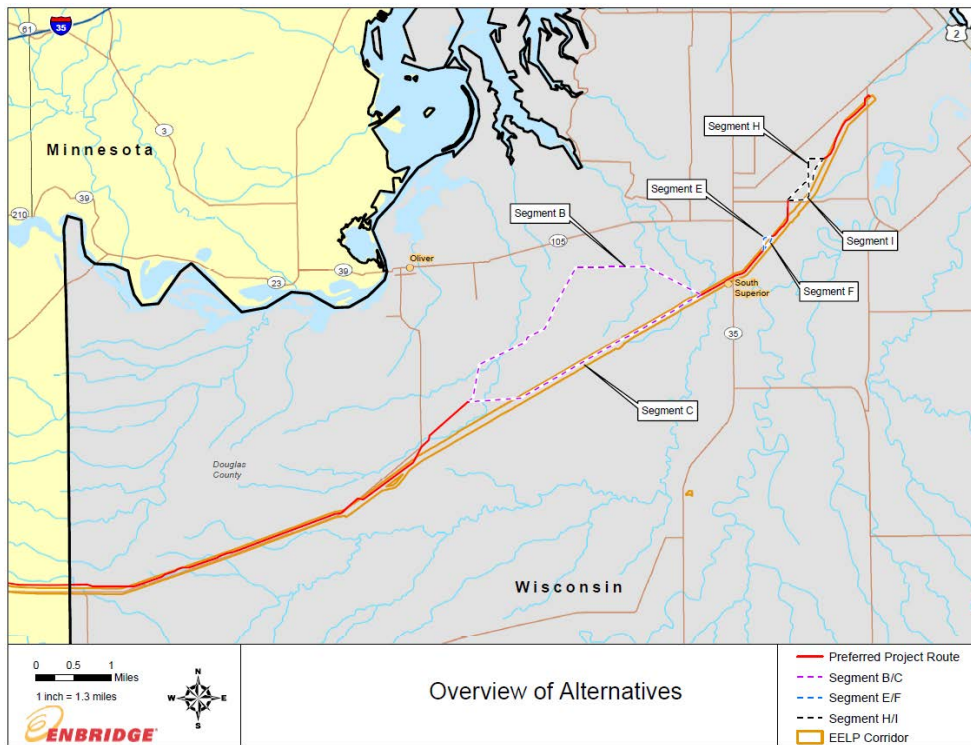 61
35
2
3
Minnesota
Segment H
39
Segment E
210
Segment B
105
Segment I
Oliver
39
Segment F
23
South
Superior
35
Segment C
Douglas
County
Wisconsin
0 0.5 1
Miles
1 inch = 1.3 miles
N
W E
S
ENBRIDGE
Overview of Alternatives
Preferred Project Route
Segment B/C
Segment E/F
Segment H/I
EELP Corridor